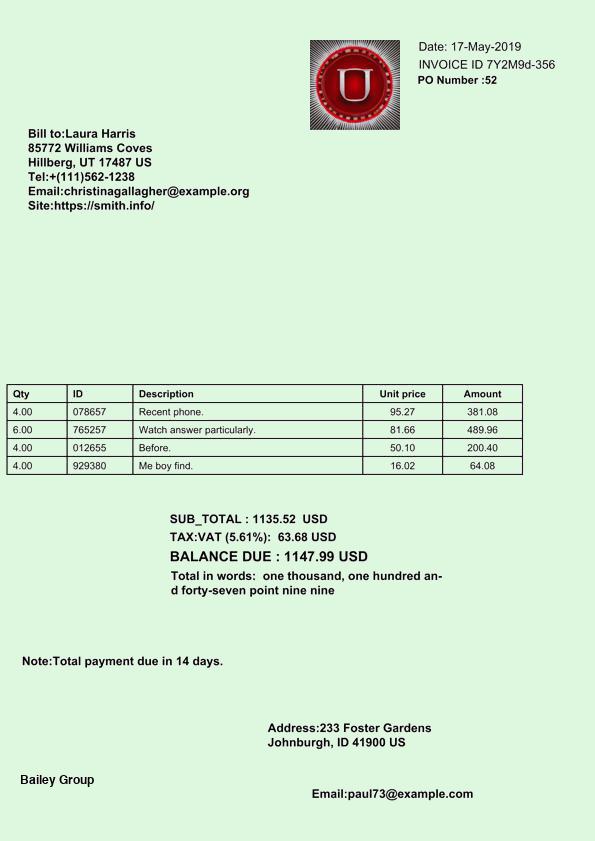 U
Date: 17-May-2019
INVOICE ID 7Y2M9d-356
PO Number :52
Bill to:Laura Harris
85772 Williams Coves
Hillberg, UT 17487 US
Tel:+(111)562-1238
Email:christinagallagher@example.org
Site:https://smith.info/
Qty ID Description Unit price Amount
4.00 078657 Recent phone. 95.27 381.08
6.00 765257 Watch answer particularly. 81.66 489.96
4.00 012655 Before. 50.10 200.40
4.00 929380 Me boy find. 16.02 64.08
SUB_TOTAL : 1135.52  USD
TAX:VAT (5.61%):  63.68 USD
BALANCE DUE : 1147.99 USD
Total in words:  one thousand, one hundred an-
d forty-seven point nine nine
Note:Total payment due in 14 days.
Address:233 Foster Gardens
Johnburgh, ID 41900 US
Bailey Group
Email:paul73@example.com